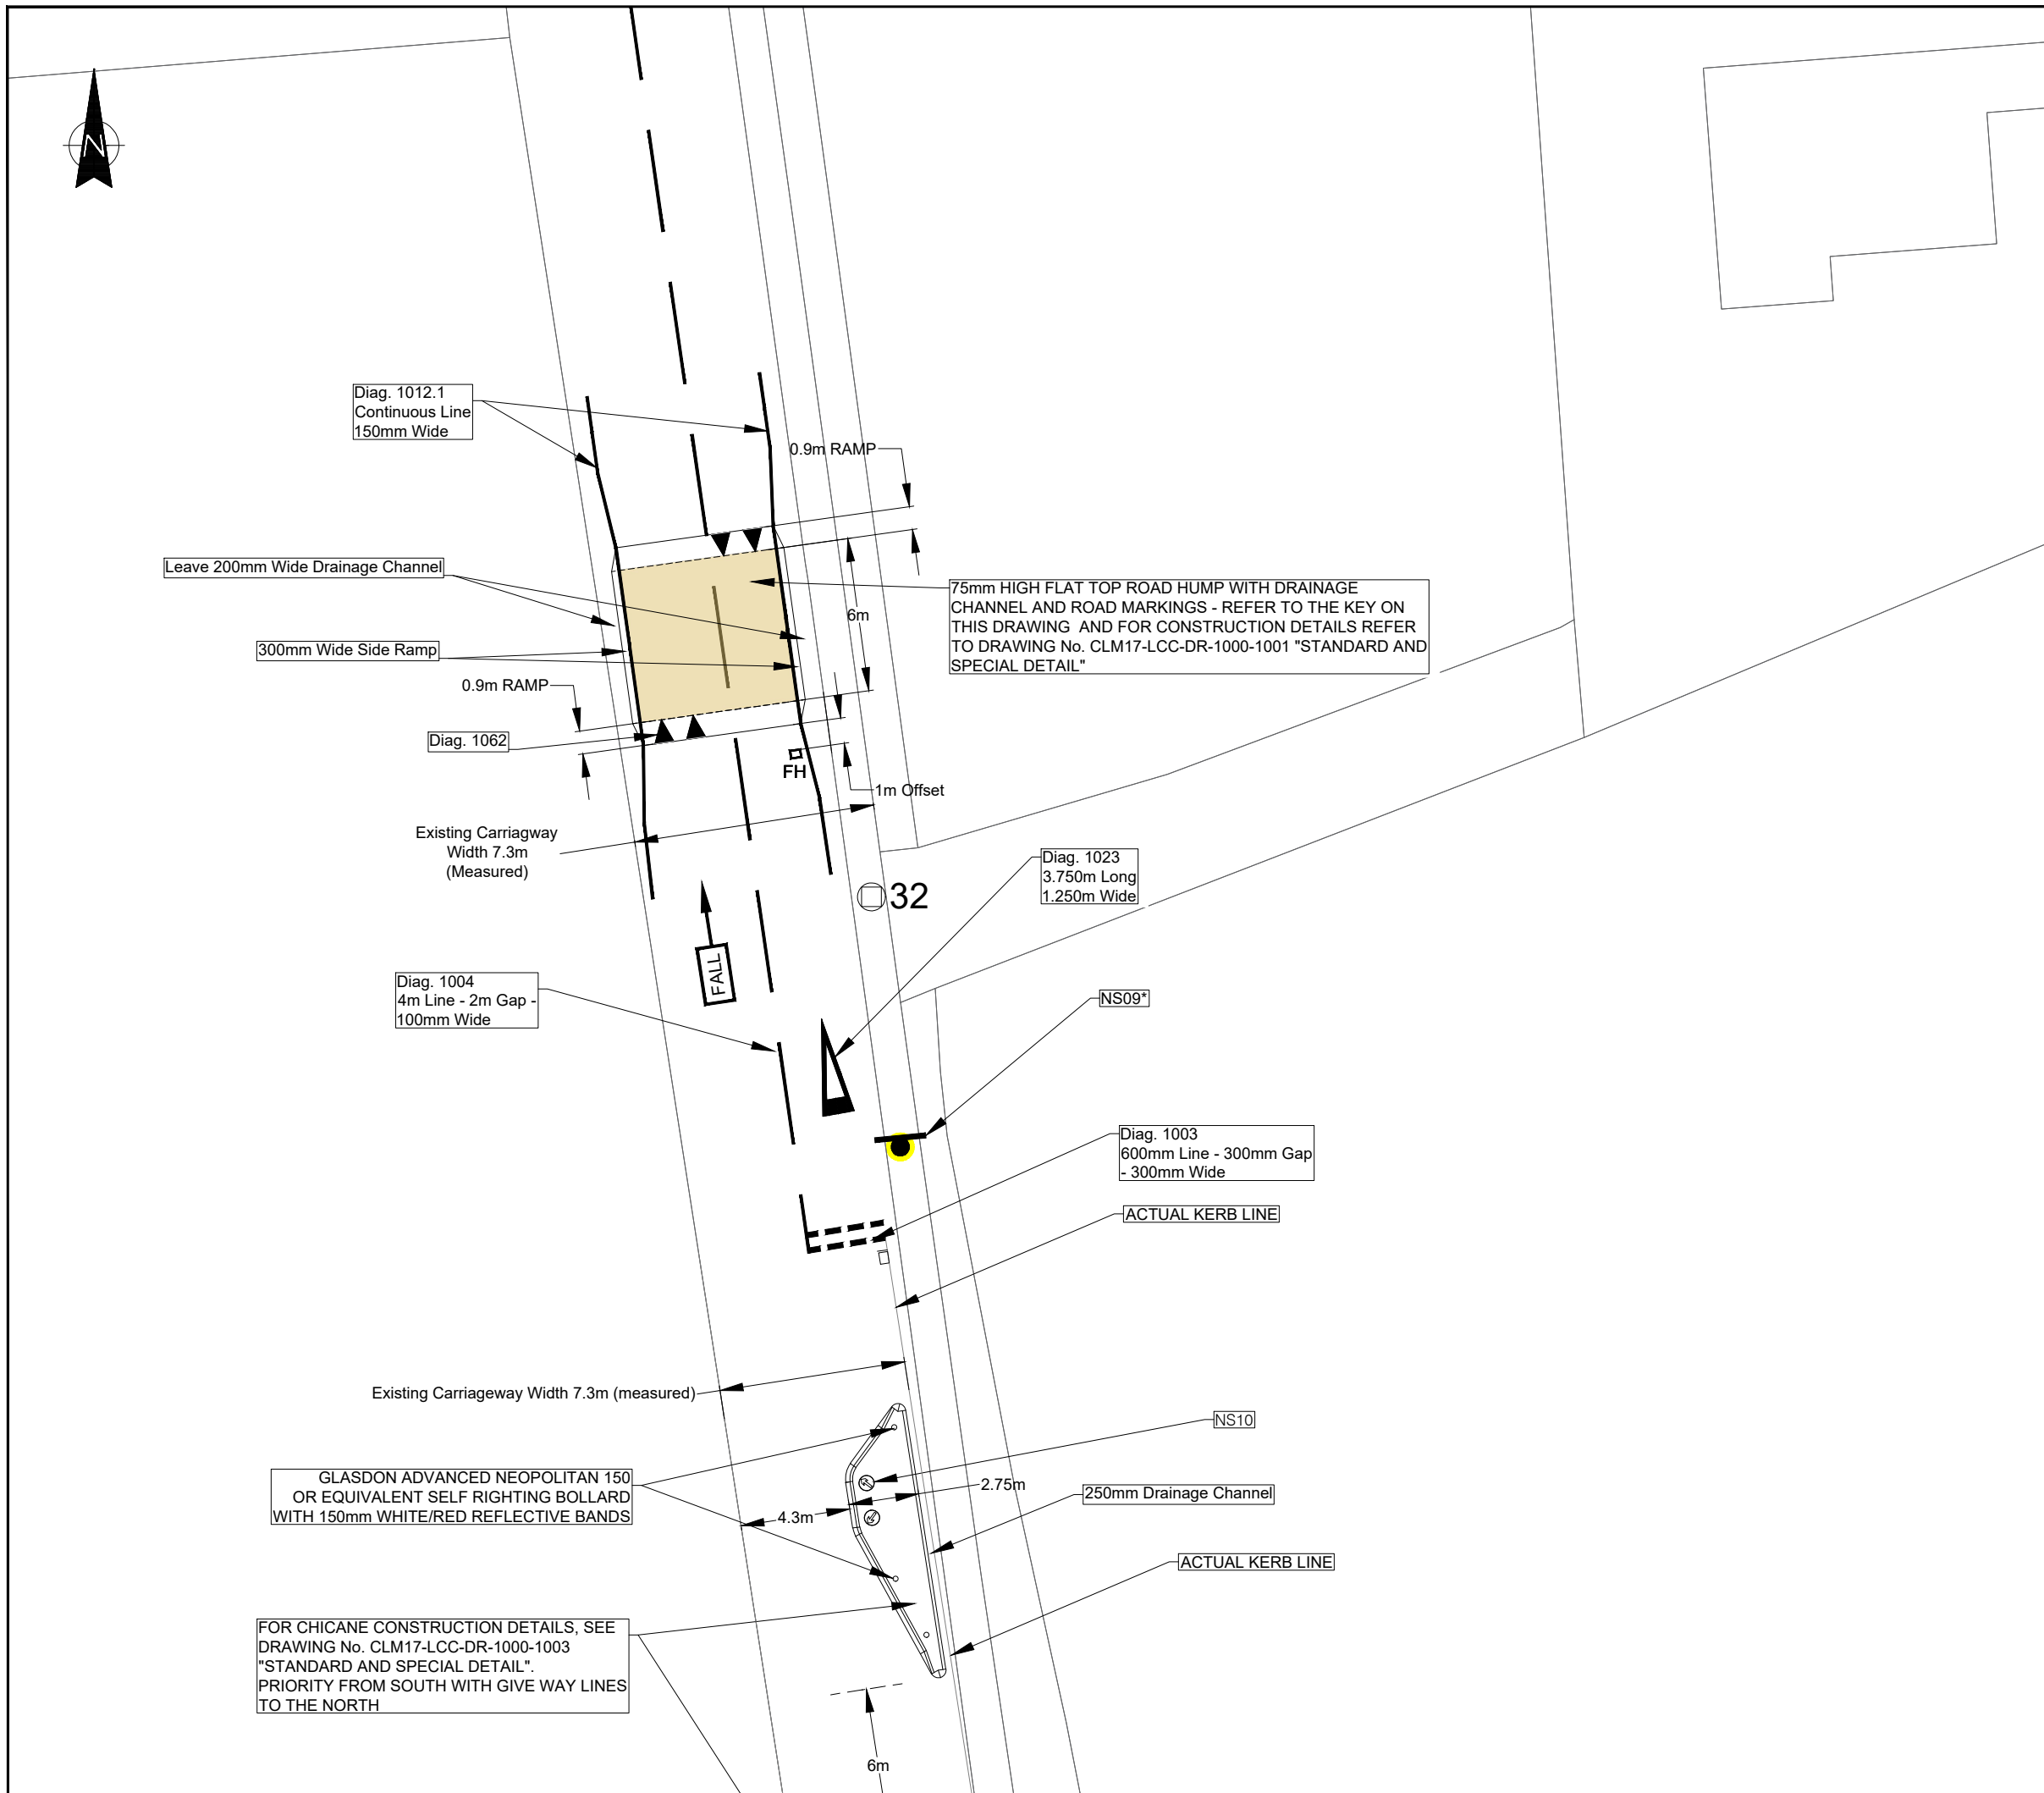 N
Diag. 1012.1
Continuous Line
150mm Wide
0.9m RAMP
Leave 200mm Wide Drainage Channel
75mm HIGH FLAT TOP ROAD HUMP WITH DRAINAGE
CHANNEL AND ROAD MARKINGS - REFER TO THE KEY ON
THIS DRAWING AND FOR CONSTRUCTION DETAILS REFER
TO DRAWING No. CLM17-LCC-DR-1000-1001 "STANDARD AND
SPECIAL DETAIL"
6m
300mm Wide Side Ramp
0.9m RAMP
Diag. 1062
FH
1m Offset
Existing Carriagway
Width 7.3m
(Measured)
Diag. 1023
3.750m Long
1.250m Wide
32
FALL
Diag. 1004
4m Line - 2m Gap -
100mm Wide
NS09*
Diag. 1003
600mm Line - 300mm Gap
- 300mm Wide
ACTUAL KERB LINE
Existing Carriageway Width 7.3m (measured)
NS10
GLASDON ADVANCED NEOPOLITAN 150
OR EQUIVALENT SELF RIGHTING BOLLARD
WITH 150mm WHITE/RED REFLECTIVE BANDS
2.75m
250mm Drainage Channel
4.3m
ACTUAL KERB LINE
FOR CHICANE CONSTRUCTION DETAILS, SEE
DRAWING No. CLM17-LCC-DR-1000-1003
"STANDARD AND SPECIAL DETAIL".
PRIORITY FROM SOUTH WITH GIVE WAY LINES
TO THE NORTH
6m